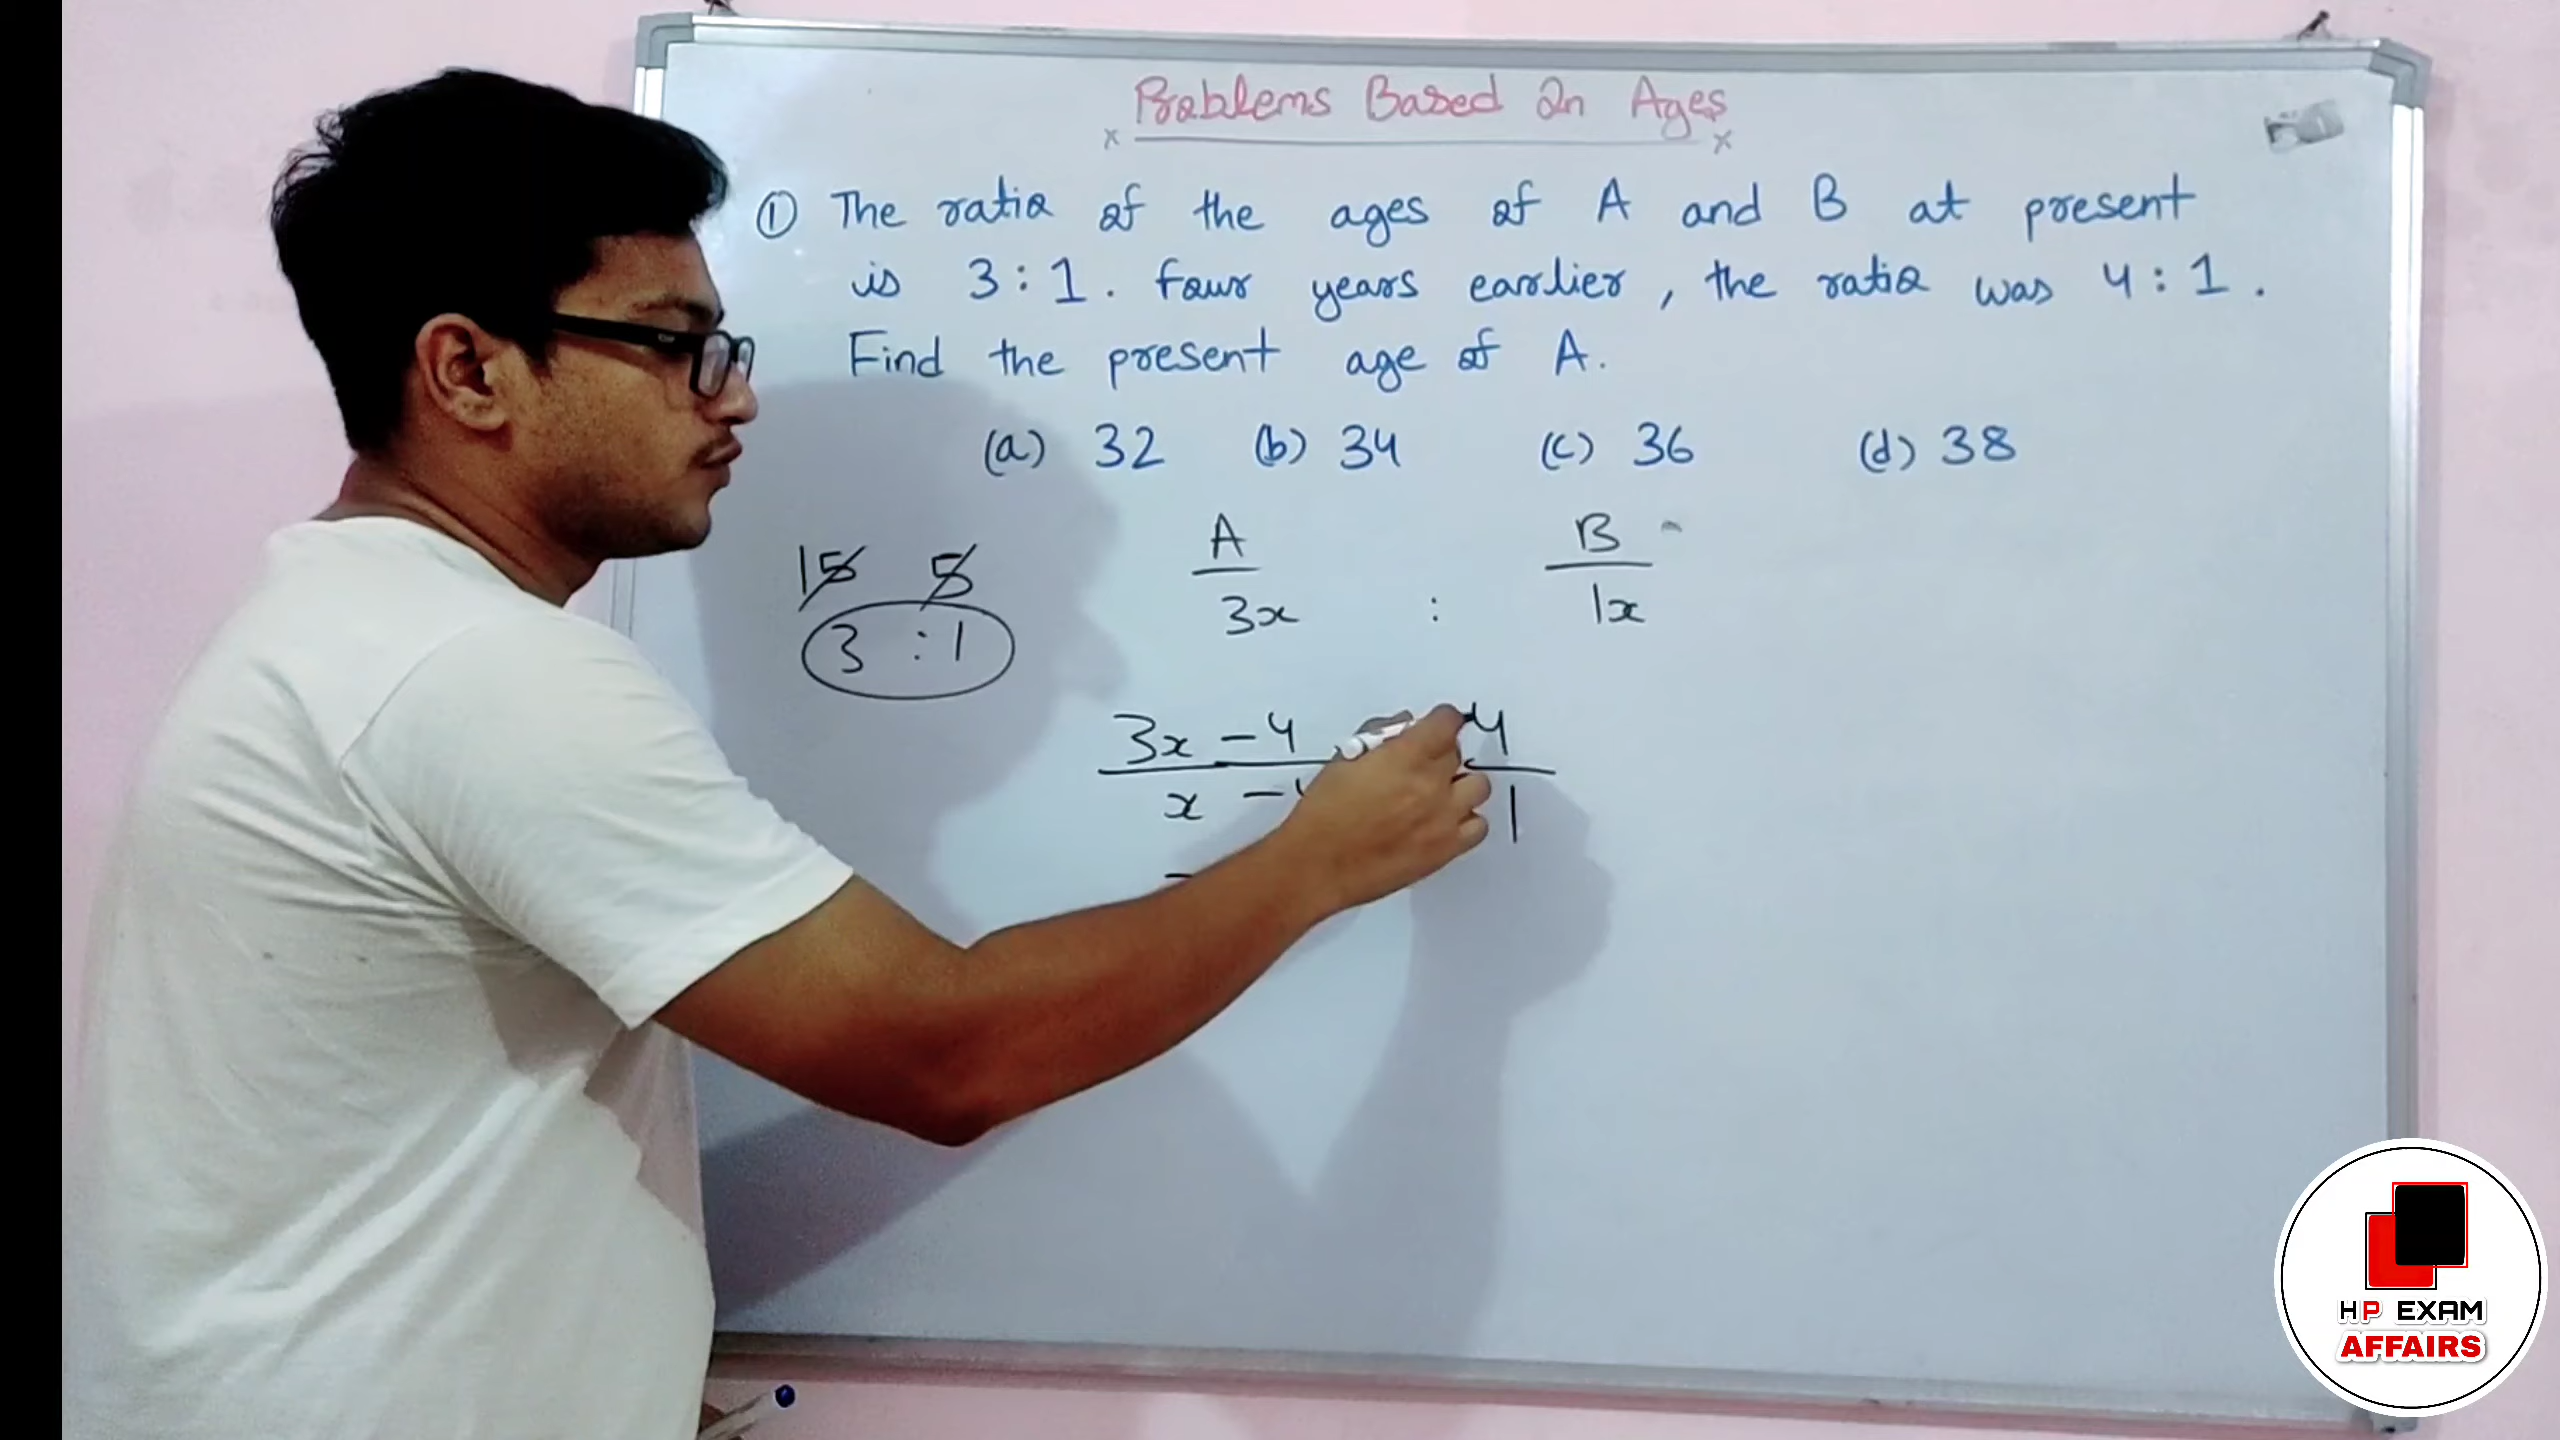 Problems Based On Ages
① The ratio of the ages of A and B at present
is 3 : 1 . four years earlier , the ratio was 4 : 1 .
Find the present age of A.
(a) 32 (b) 34 (c) 36 (d) 38
A B
3x : 1x
15 5
3 : 1
3x - 4 4
x - 1
HP EXAM
AFFAIRS